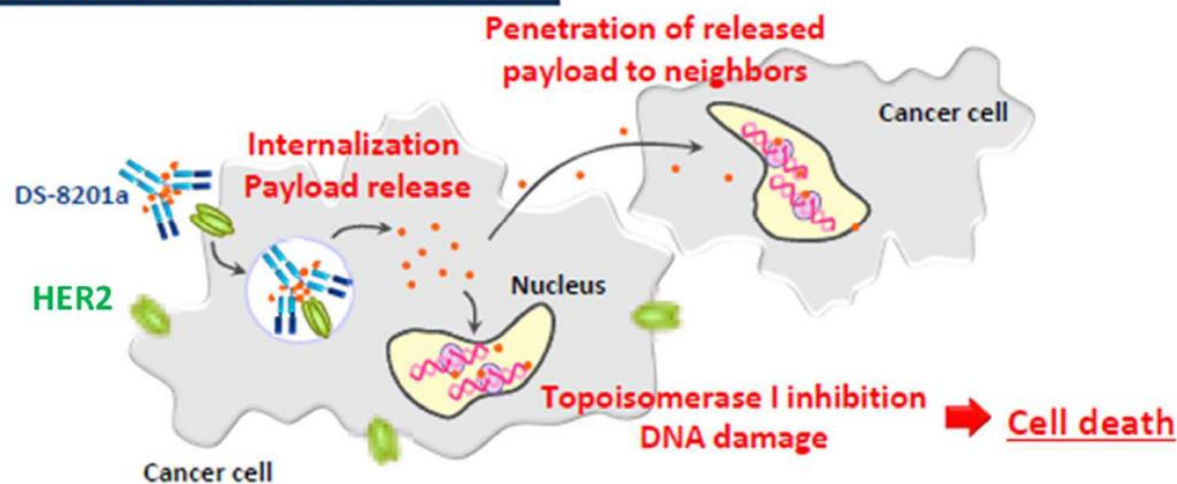 Penetration of released
payload to neighbors
Cancer cell
Internalization
Payload release
DS-8201a
HER2
Nucleus
Topoisomerase I inhibition
DNA damage
Cell death
Cancer cell